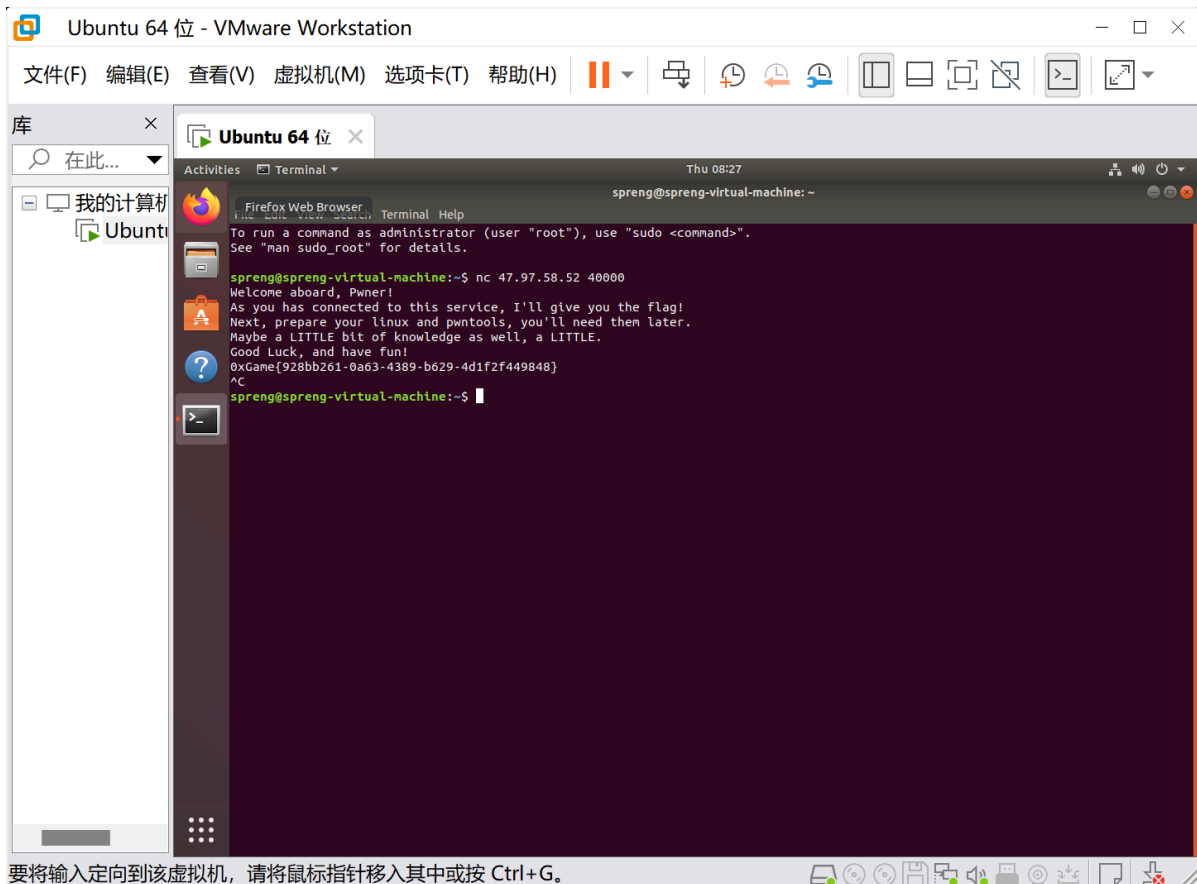 Ubuntu 64 位 - VMware Workstation
文件(F) 编辑(E) 查看(V) 虚拟机(M) 选项卡(T) 帮助(H)
库
Ubuntu 64 位
在此...
Activities Terminal Thu 08:27
我的计算机
spreng@spreng-virtual-machine: ~
Firefox Web Browser
File Edit View Search Terminal Help
Ubuntu
To run a command as administrator (user "root"), use "sudo <command>".
See "man sudo_root" for details.
spreng@spreng-virtual-machine:~$ nc 47.97.58.52 40000
Welcome aboard, Pwner!
As you has connected to this service, I'll give you the flag!
Next, prepare your linux and pwntools, you'll need them later.
Maybe a LITTLE bit of knowledge as well, a LITTLE.
Good Luck, and have fun!
0xGame{928bb261-0a63-4389-b629-4d1f2f449848}
^C
spreng@spreng-virtual-machine:~$
要将输入定向到该虚拟机，请将鼠标指针移入其中或按 Ctrl+G。